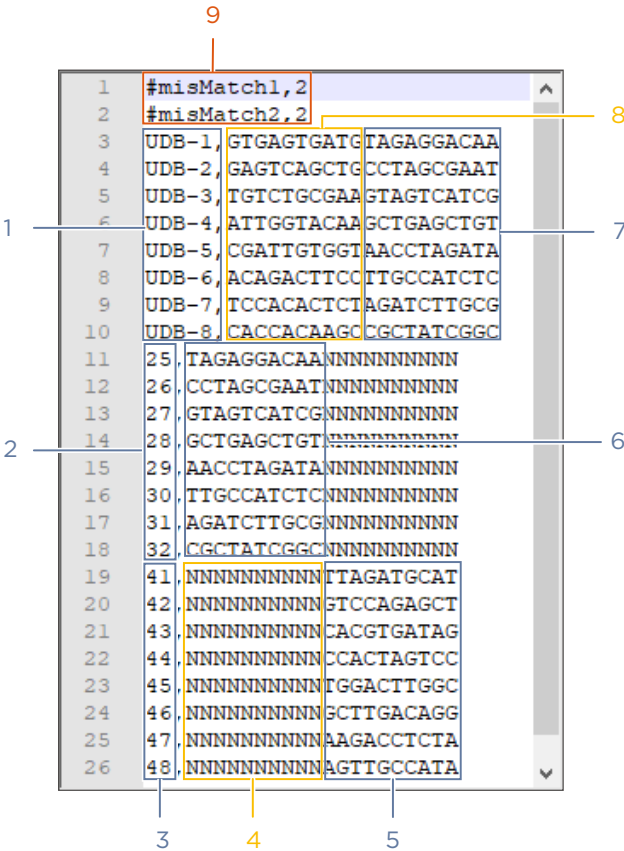 9
1 #misMatch1,2
2 #misMatch2,2
8
3 UDB-1,GTGAGTGATGTAGAGGACAA
4 UDB-2,GAGTCAGCTGCCTAGCGAAT
5 UDB-3,TGTCTGCGAAGTAGTCATCG
1
6 UDB-4,ATTGGTACAAGCTGAGCTGT
7
7 UDB-5,CGATTGTGGTAACCTAGATA
8 UDB-6,ACAGACTTCCTTGCCATCTC
9 UDB-7,TCCACACTCTAGATCTTGCG
10 UDB-8,CACCACAAGCCGCTATCGGC
11 25,TAGAGGACAANNNNNNNNNN
12 26,CCTAGCGAATNNNNNNNNNN
13 27,GTAGTCATCGNNNNNNNNNN
14 28,GCTGAGCTGTNNNNNNNNNN
2
6
15 29,AACCTAGATANNNNNNNNNN
16 30,TTGCCATCTCNNNNNNNNNN
17 31,AGATCTTGCGNNNNNNNNNN
18 32,CGCTATCGGCNNNNNNNNNN
19 41,NNNNNNNNNNTTAGATGCAT
20 42,NNNNNNNNNNGTCCAGAGCT
21 43,NNNNNNNNNNCACGTGATAG
22 44,NNNNNNNNNNCCACTAGTCC
23 45,NNNNNNNNNNTGGACTTGGC
24 46,NNNNNNNNNNGCTTGACAGG
25 47,NNNNNNNNNNAAGACCTCTA
26 48,NNNNNNNNNNAGTTGCCATA
3 4 5